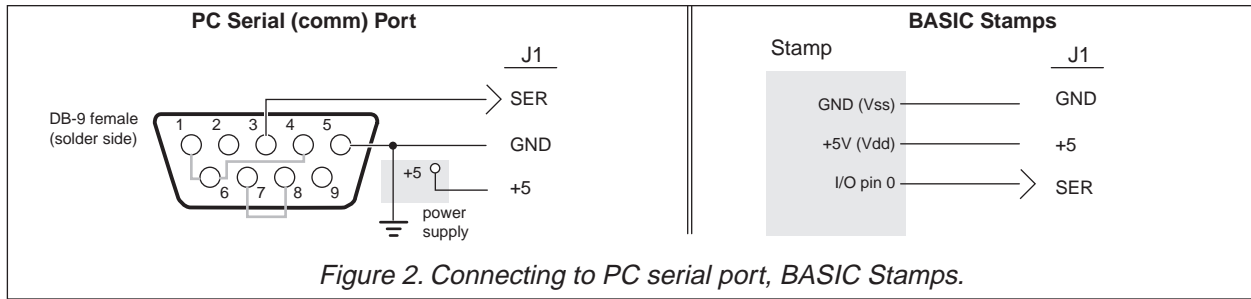 PC Serial (comm) Port
J1
SER
DB-9 female
(solder side)
1 2 3 4 5
GND
6 7 8 9
+5
+5
power
supply
BASIC Stamps
Stamp
J1
GND (Vss)
GND
+5V (Vdd)
+5
I/O pin 0
SER
Figure 2. Connecting to PC serial port, BASIC Stamps.